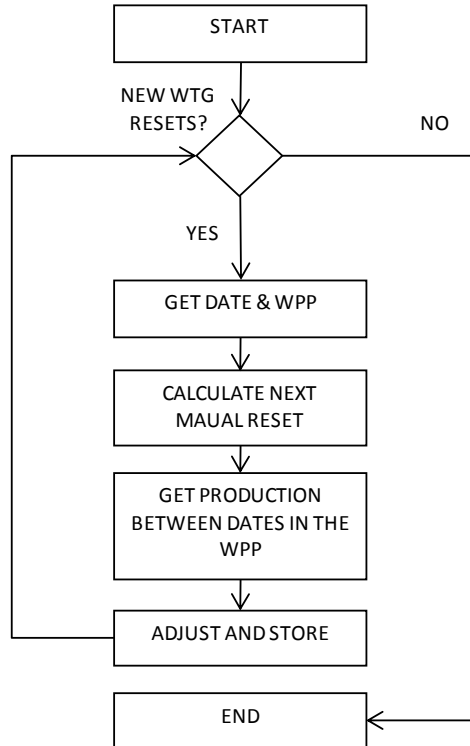 START
NEW WTG
RESETS?
NO
YES
GET DATE & WPP
CALCULATE NEXT
MAUAL RESET
GET PRODUCTION
BETWEEN DATES IN THE
WPP
ADJUST AND STORE
END